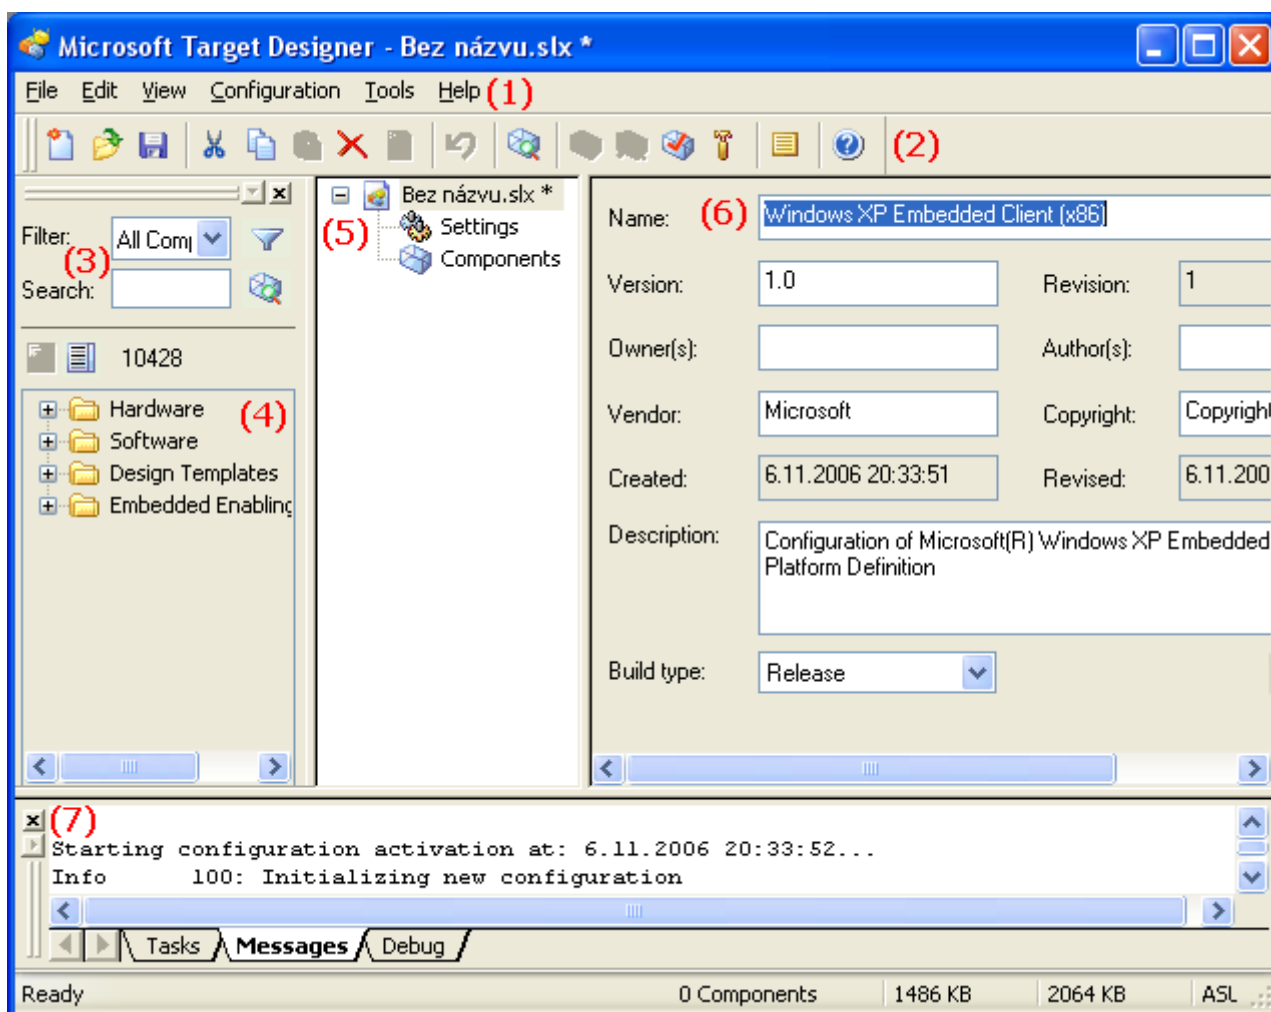 Microsoft Target Designer - Bez názvu.slx *
File Edit View Configuration Tools Help (1)
(2)
Filter: All Comp
(3)
Search:
10428
Hardware (4)
Software
Design Templates
Embedded Enabling
Bez názvu.slx *
(5) Settings
Components
Name: (6) Windows XP Embedded Client (x86)
Version: 1.0 Revision: 1
Owner(s): Author(s):
Vendor: Microsoft Copyright: Copyright
Created: 6.11.2006 20:33:51 Revised: 6.11.200
Description: Configuration of Microsoft(R) Windows XP Embedded
Platform Definition
Build type: Release
(7)
Starting configuration activation at: 6.11.2006 20:33:52...
Info 100: Initializing new configuration
Tasks Messages Debug
Ready 0 Components 1486 KB 2064 KB ASL